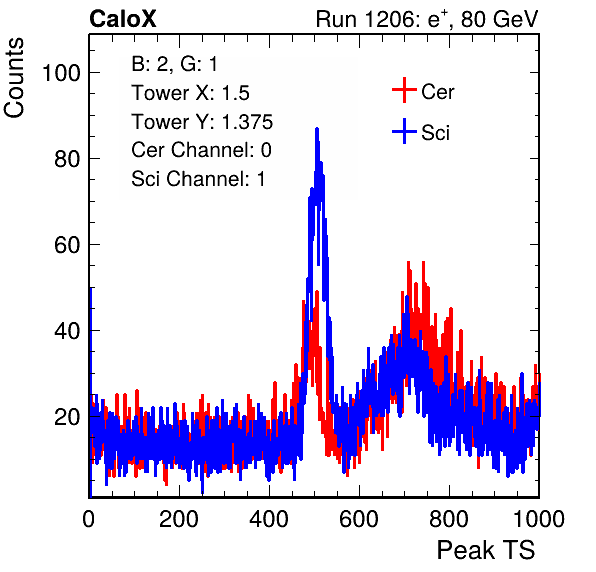 CaloX Run 1206: e⁺, 80 GeV
Counts
B: 2, G: 1
Tower X: 1.5
Tower Y: 1.375
Cer Channel: 0
Sci Channel: 1
Cer
Sci
100
80
60
40
20
0 200 400 600 800 1000
Peak TS